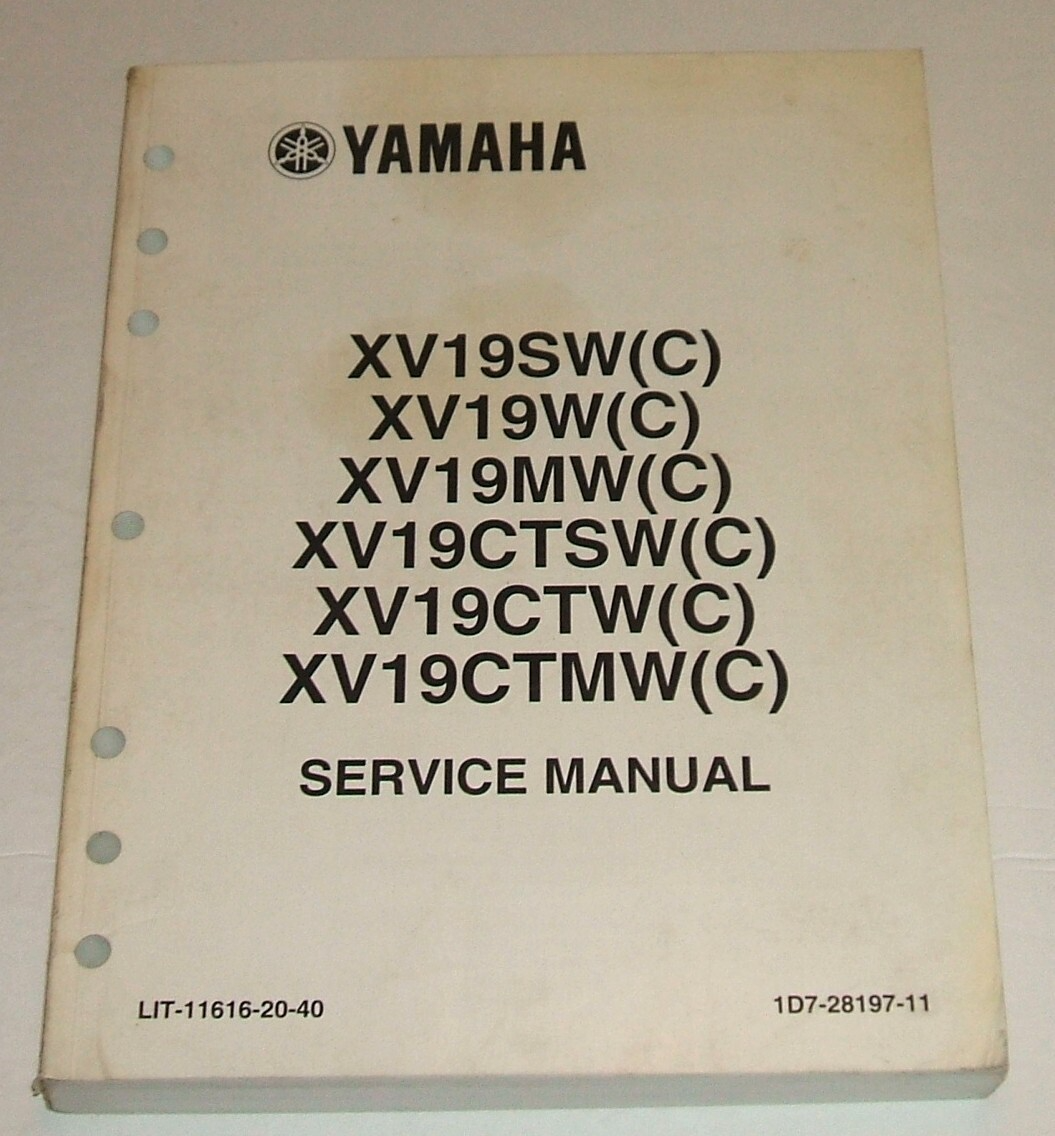 YAMAHA
XV19SW(C)
XV19W(C)
XV19MW(C)
XV19CTSW(C)
XV19CTW(C)
XV19CTMW(C)
SERVICE MANUAL
LIT-11616-20-40
1D7-28197-11